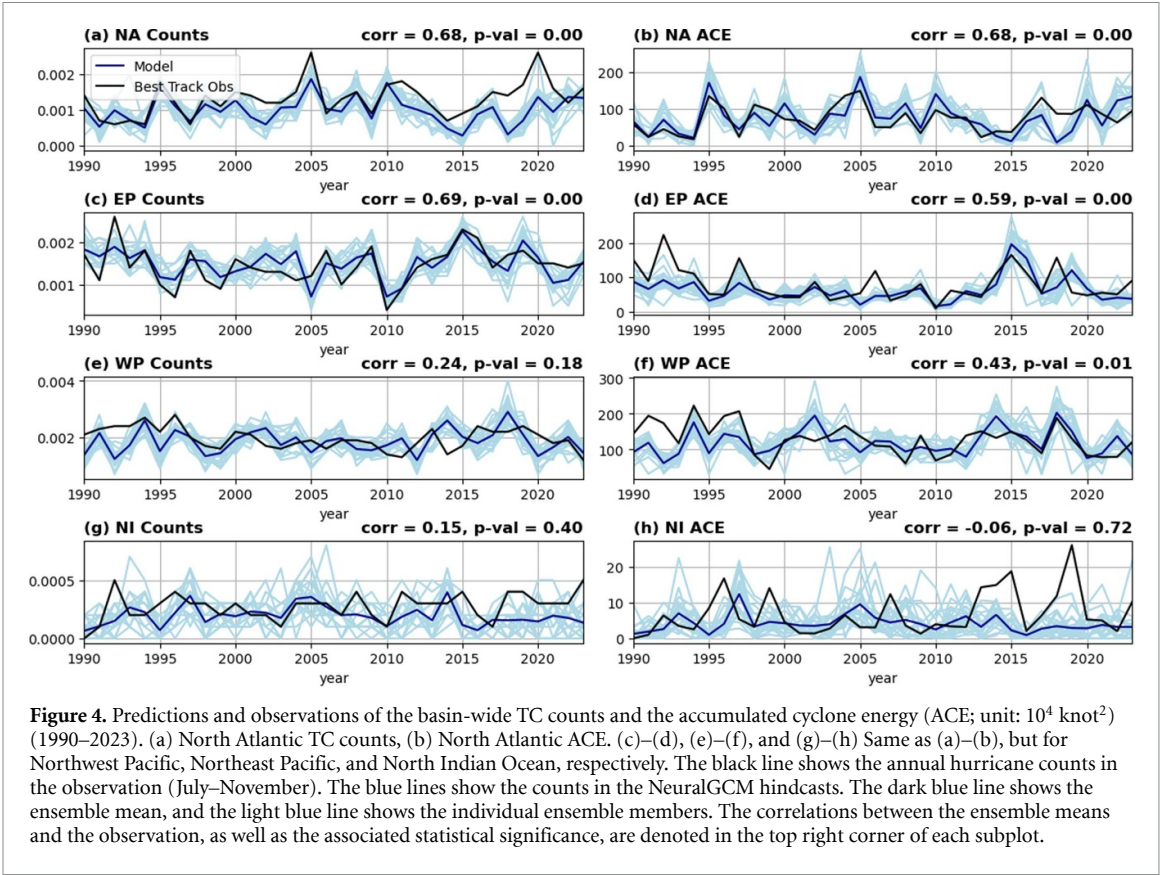 (a) NA Counts corr = 0.68, p-val = 0.00
Model
Best Track Obs
0.002
0.001
0.000
1990 1995 2000 2005 2010 2015 2020
year
(b) NA ACE corr = 0.68, p-val = 0.00
200
100
0
1990 1995 2000 2005 2010 2015 2020
year
(c) EP Counts corr = 0.69, p-val = 0.00
0.002
0.001
1990 1995 2000 2005 2010 2015 2020
year
(d) EP ACE corr = 0.59, p-val = 0.00
200
100
0
1990 1995 2000 2005 2010 2015 2020
year
(e) WP Counts corr = 0.24, p-val = 0.18
0.004
0.002
1990 1995 2000 2005 2010 2015 2020
year
(f) WP ACE corr = 0.43, p-val = 0.01
300
200
100
1990 1995 2000 2005 2010 2015 2020
year
(g) NI Counts corr = 0.15, p-val = 0.40
0.0005
0.0000
1990 1995 2000 2005 2010 2015 2020
year
(h) NI ACE corr = -0.06, p-val = 0.72
20
10
0
1990 1995 2000 2005 2010 2015 2020
year
Figure 4. Predictions and observations of the basin-wide TC counts and the accumulated cyclone energy (ACE; unit: 10⁴ knot²)
(1990–2023). (a) North Atlantic TC counts, (b) North Atlantic ACE. (c)–(d), (e)–(f), and (g)–(h) Same as (a)–(b), but for
Northwest Pacific, Northeast Pacific, and North Indian Ocean, respectively. The black line shows the annual hurricane counts in
the observation (July–November). The blue lines show the counts in the NeuralGCM hindcasts. The dark blue line shows the
ensemble mean, and the light blue line shows the individual ensemble members. The correlations between the ensemble means
and the observation, as well as the associated statistical significance, are denoted in the top right corner of each subplot.